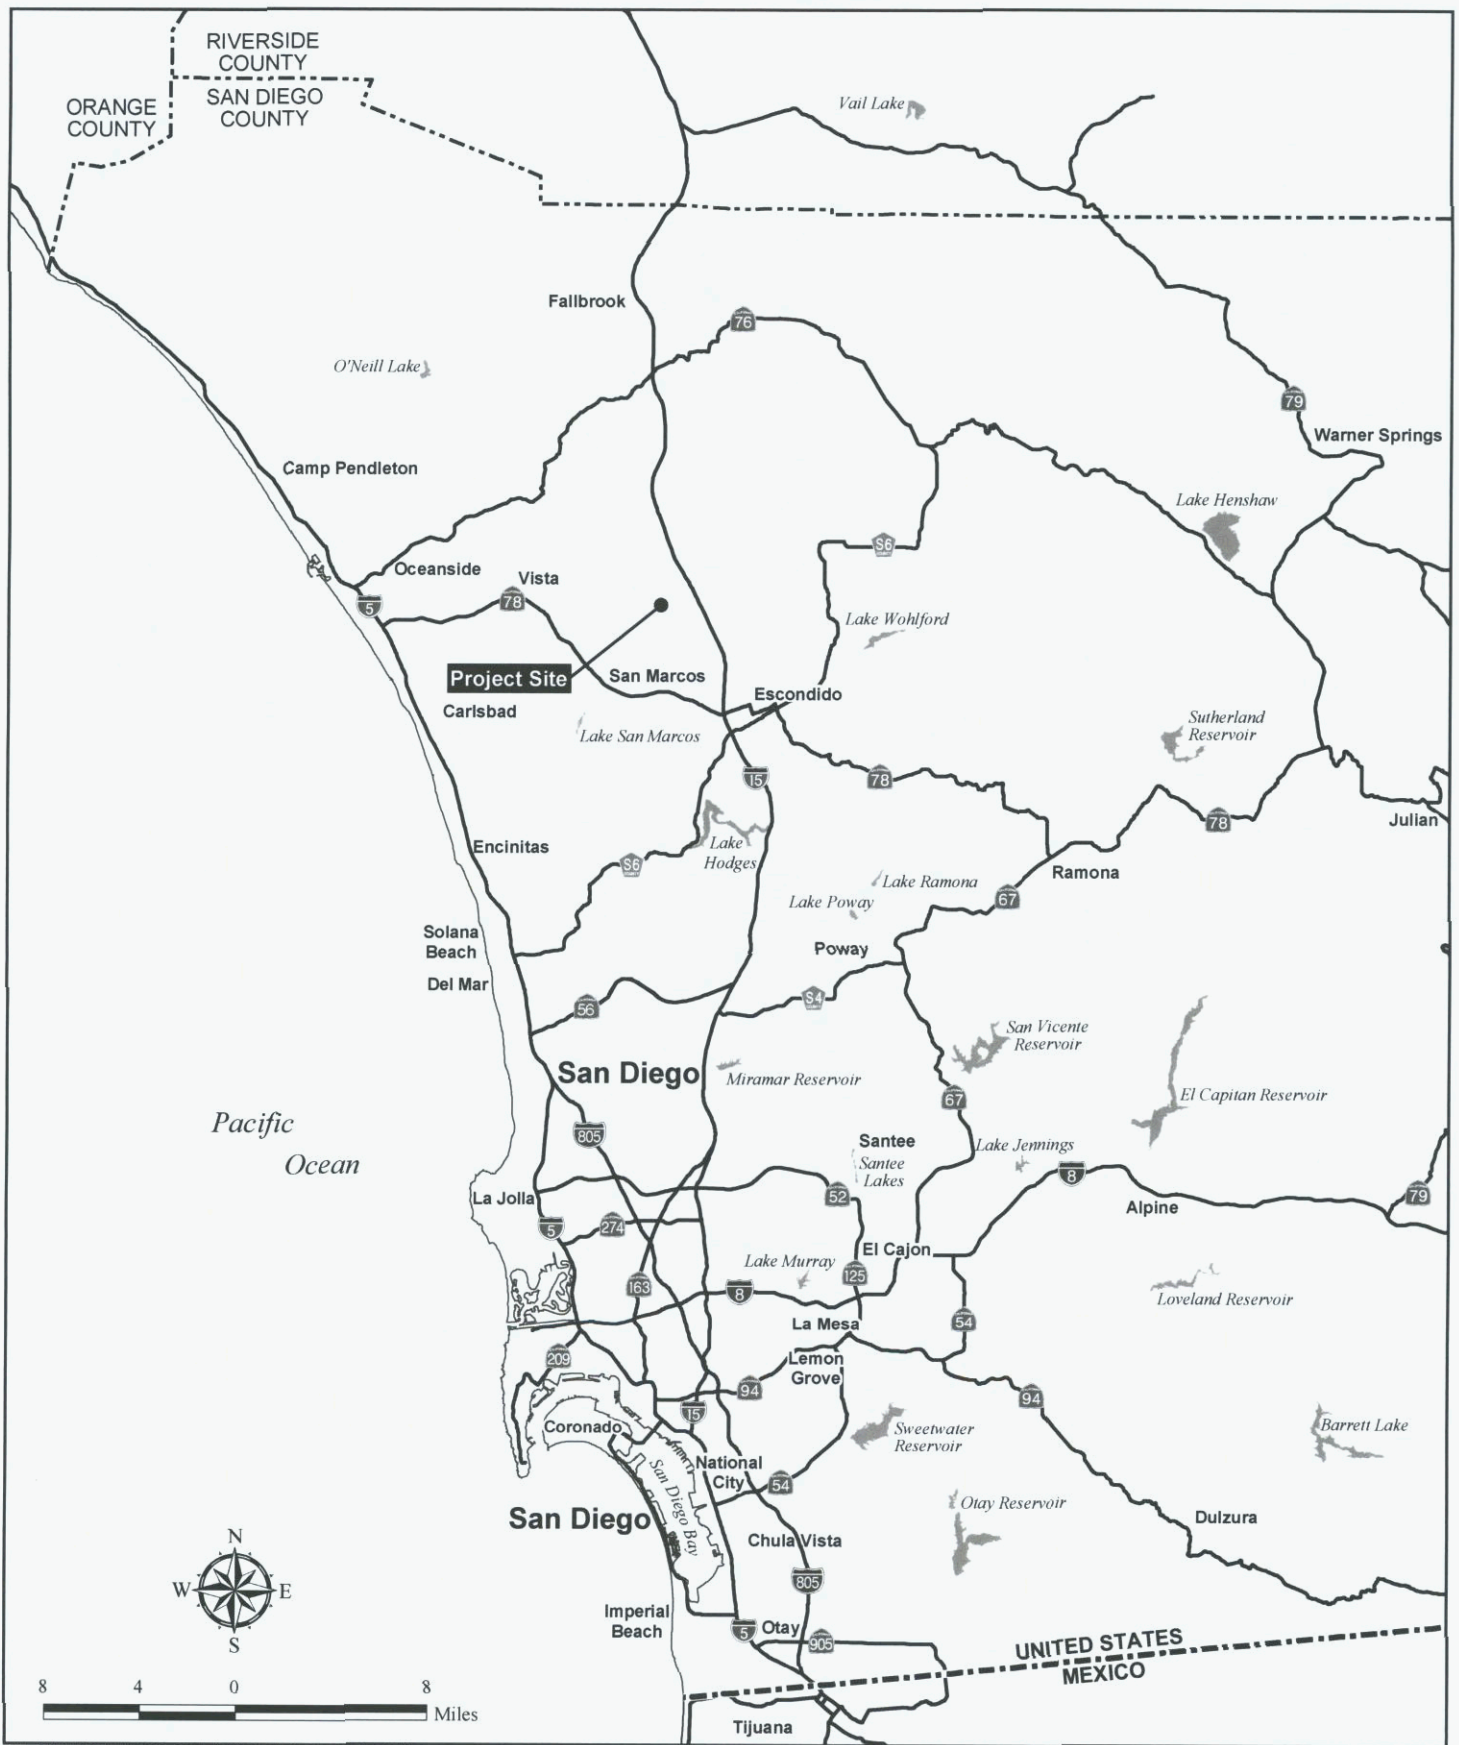 RIVERSIDE
COUNTY
ORANGE
COUNTY
SAN DIEGO
COUNTY
Vail Lake
Fallbrook
76
O'Neill Lake
79
Warner Springs
Camp Pendleton
Lake Henshaw
S6
Oceanside
Vista
5
78
Lake Wohlford
Project Site
San Marcos
Escondido
Carlsbad
Lake San Marcos
Sutherland
Reservoir
15
78
78
Julian
Encinitas
Lake
Hodges
S6
Ramona
Lake Ramona
67
Lake Poway
Solana
Beach
Poway
Del Mar
56
S4
San Vicente
Reservoir
San Diego
Miramar Reservoir
El Capitan Reservoir
67
Pacific
Ocean
805
Santee
Santee
Lakes
Lake Jennings
8
La Jolla
52
Alpine
79
5
274
El Cajon
Lake Murray
125
163
8
Loveland Reservoir
La Mesa
54
209
Lemon
Grove
94
94
15
Coronado
Sweetwater
Reservoir
Barrett Lake
National
City
San Diego Bay
54
Otay Reservoir
San Diego
Dulzura
Chula Vista
N
W
E
S
805
Imperial
Beach
5
Otay
905
UNITED STATES
MEXICO
8
4
0
8
Miles
Tijuana